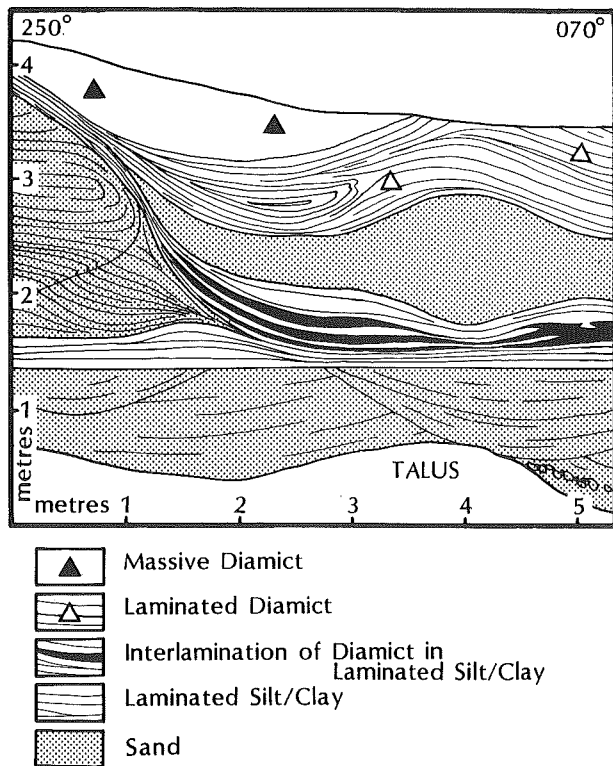 250° 070°
4
3
2
1
metres
metres 1 2 3 4 5
TALUS
Massive Diamict
Laminated Diamict
Interlamination of Diamict in
Laminated Silt/Clay
Laminated Silt/Clay
Sand